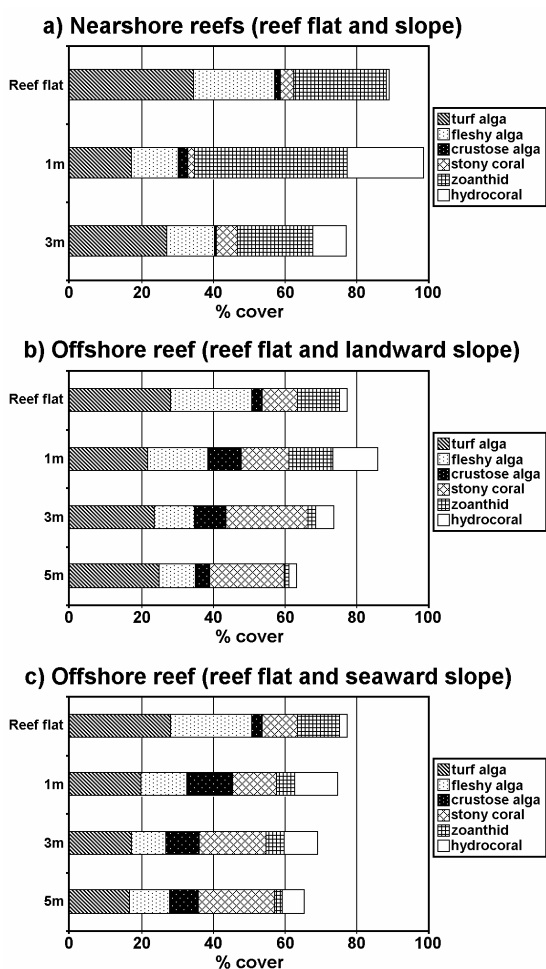 a) Nearshore reefs (reef flat and slope)
Reef flat
1m
3m
0 20 40 60 80 100
% cover
turf alga
fleshy alga
crustose alga
stony coral
zoanthid
hydrocoral
b) Offshore reef (reef flat and landward slope)
Reef flat
1m
3m
5m
0 20 40 60 80 100
% cover
turf alga
fleshy alga
crustose alga
stony coral
zoanthid
hydrocoral
c) Offshore reef (reef flat and seaward slope)
Reef flat
1m
3m
5m
0 20 40 60 80 100
% cover
turf alga
fleshy alga
crustose alga
stony coral
zoanthid
hydrocoral